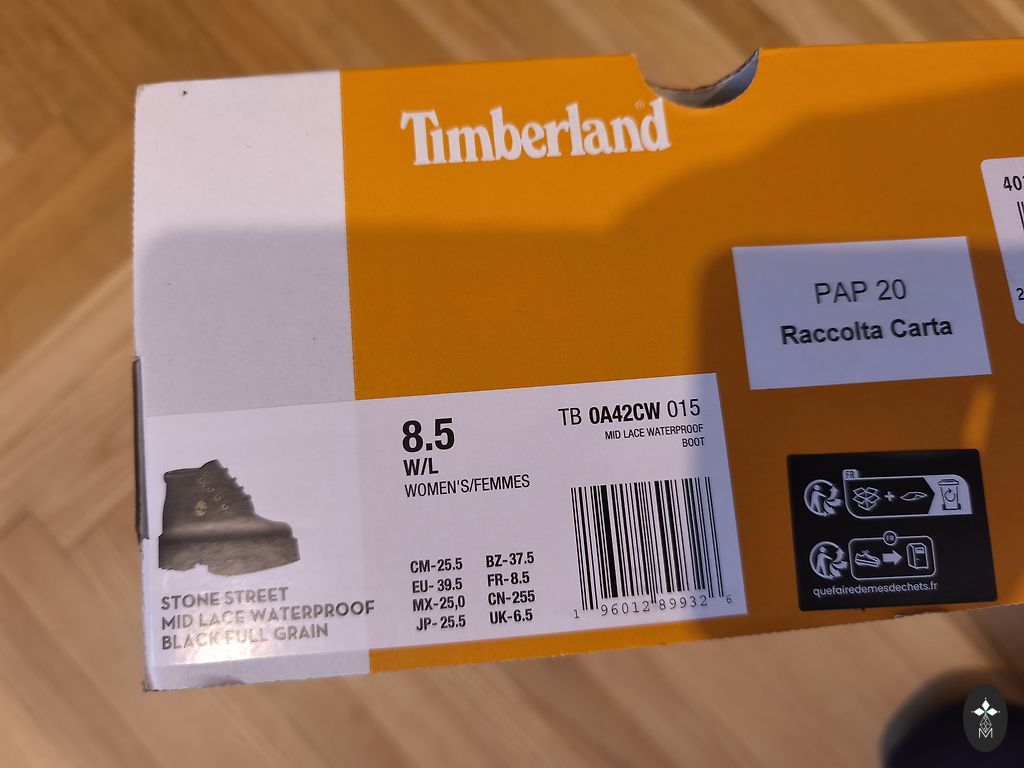 Timberland®
40
2
PAP 20
Raccolta Carta
8.5
W/L
WOMEN'S/FEMMES
TB 0A42CW 015
MID LACE WATERPROOF
BOOT
CM-25.5 BZ-37.5
EU- 39.5 FR-8.5
MX-25,0 CN-255
JP- 25.5 UK-6.5
1 96012 89932 6
STONE STREET
MID LACE WATERPROOF
BLACK FULL GRAIN
FR
FR
quefairedemesdechets.fr
M